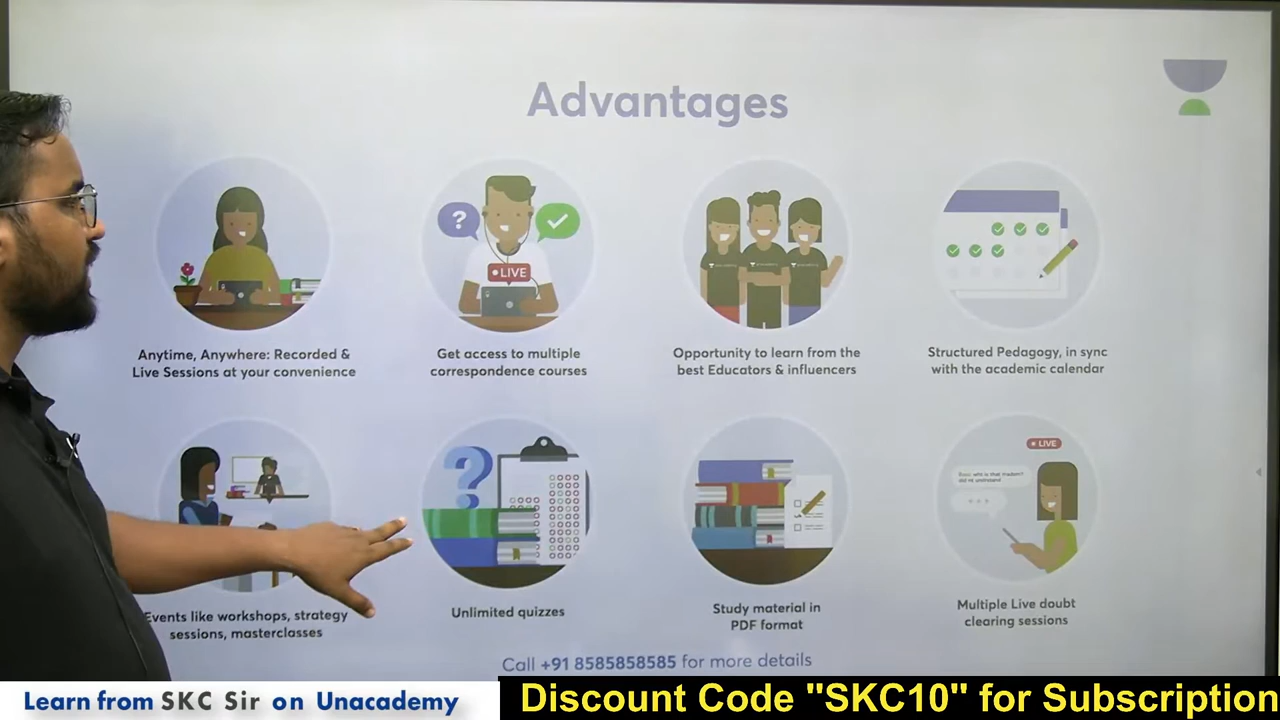 Advantages
?
LIVE
Anytime, Anywhere: Recorded &
Live Sessions at your convenience
Get access to multiple
correspondence courses
Opportunity to learn from the
best Educators & influencers
Structured Pedagogy, in sync
with the academic calendar
?
LIVE
Events like workshops, strategy
sessions, masterclasses
Unlimited quizzes
Study material in
PDF format
Multiple Live doubt
clearing sessions
Call +91 8585858585 for more details
Learn from SKC Sir on Unacademy
Discount Code "SKC10" for Subscription